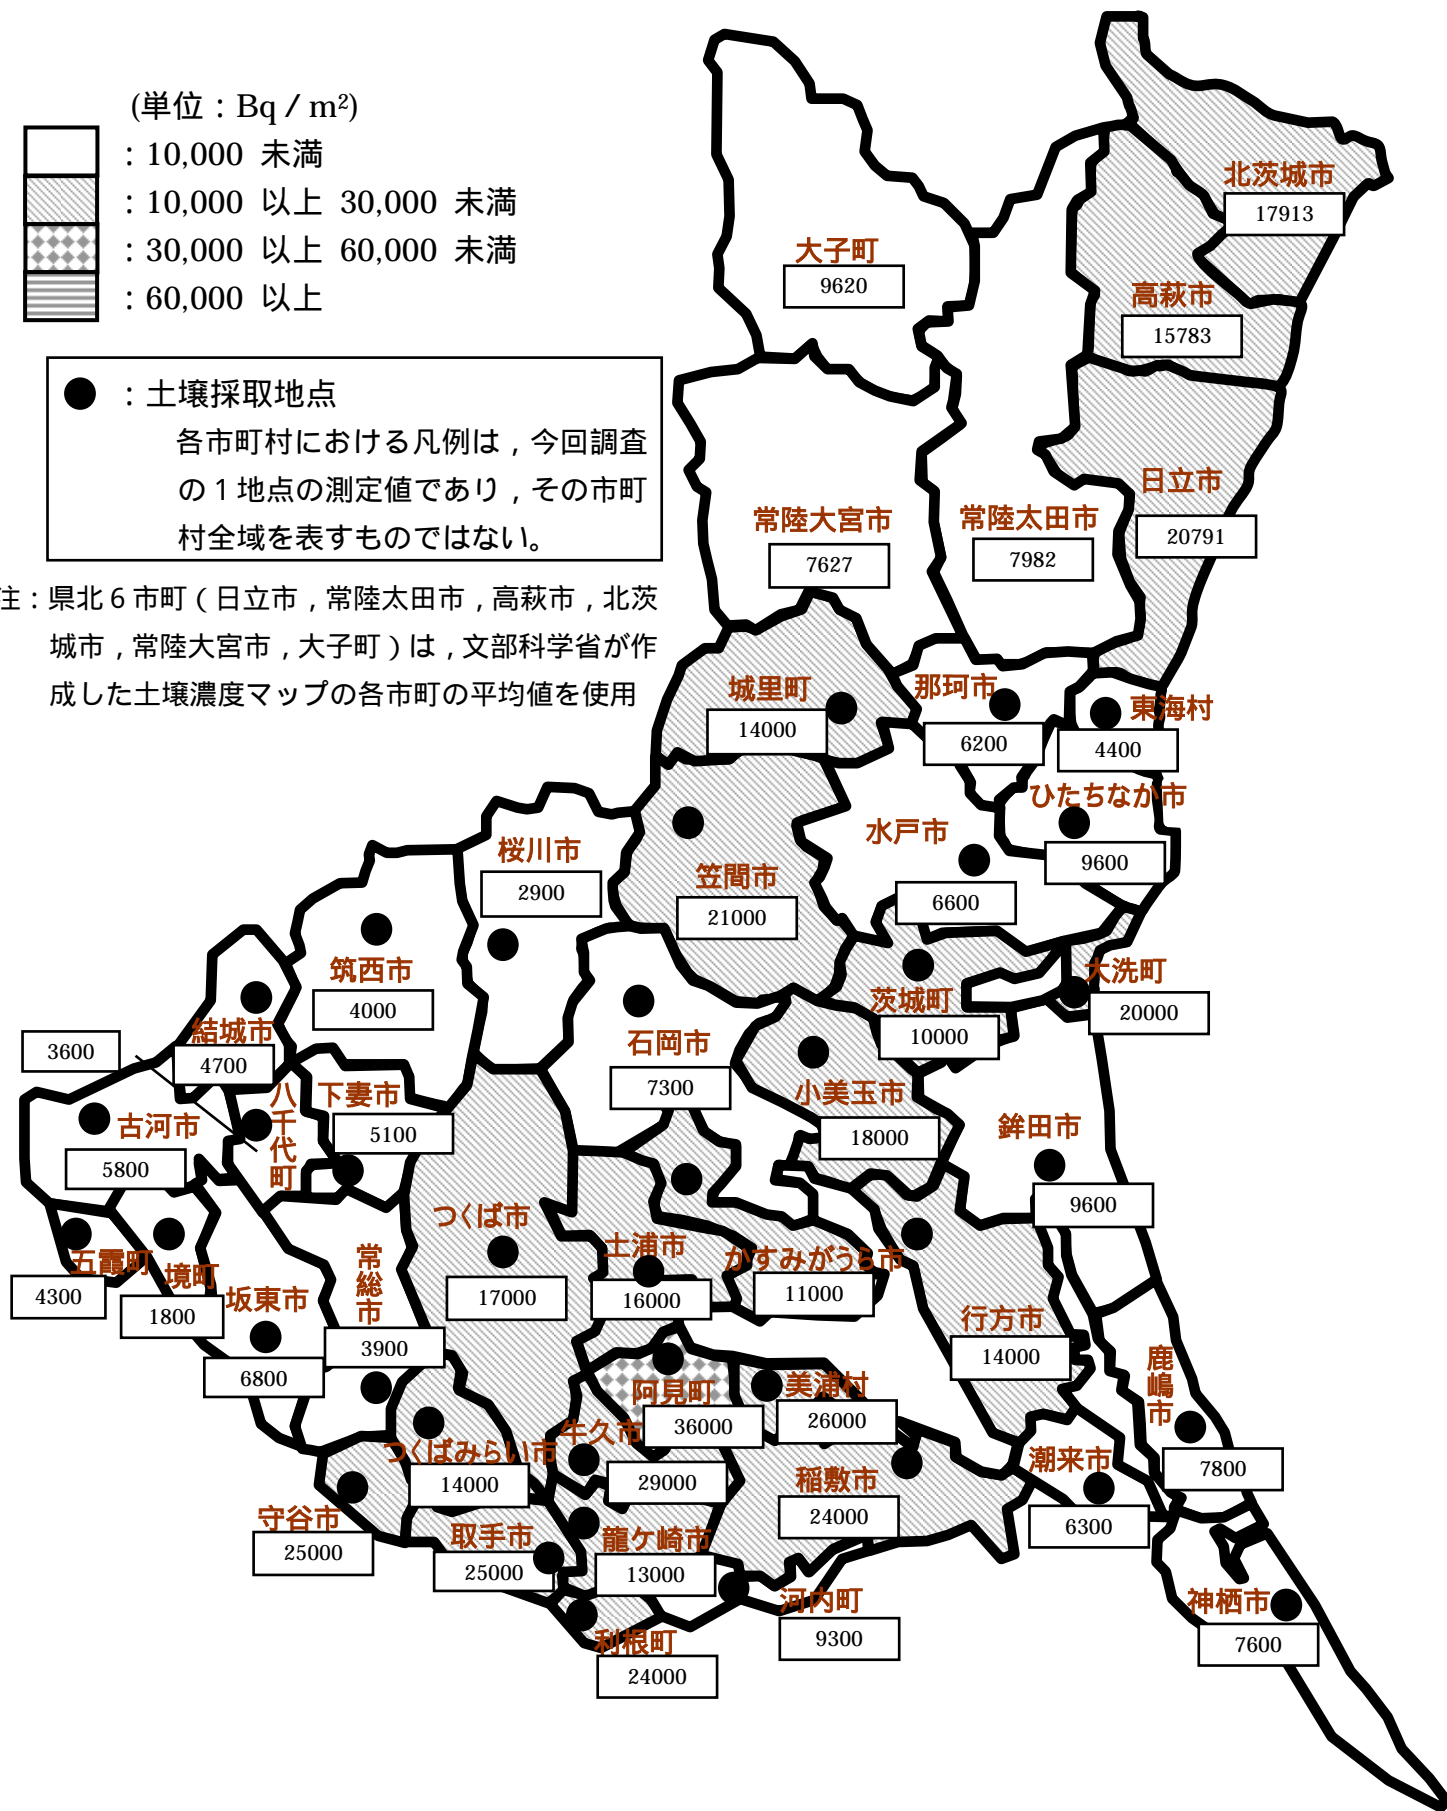 (単位：Bq / m²)
：10,000 未満
：10,000 以上 30,000 未満
：30,000 以上 60,000 未満
：60,000 以上
：土壌採取地点
各市町村における凡例は，今回調査
の１地点の測定値であり，その市町
村全域を表すものではない。
注：県北６市町（日立市，常陸太田市，高萩市，北茨
城市，常陸大宮市，大子町）は，文部科学省が作
成した土壌濃度マップの各市町の平均値を使用
北茨城市
17913
大子町
9620
高萩市
15783
日立市
20791
常陸大宮市
7627
常陸太田市
7982
城里町
14000
那珂市
6200
東海村
4400
ひたちなか市
9600
水戸市
6600
笠間市
21000
桜川市
2900
筑西市
4000
結城市
4700
3600
八千代町
下妻市
5100
古河市
5800
五霞町
4300
境町
1800
坂東市
6800
常総市
3900
つくば市
17000
石岡市
7300
小美玉市
18000
茨城町
10000
大洗町
20000
鉾田市
9600
土浦市
16000
かすみがうら市
11000
行方市
14000
鹿嶋市
7800
阿見町
36000
美浦村
26000
牛久市
29000
つくばみらい市
14000
稲敷市
24000
潮来市
6300
守谷市
25000
取手市
25000
龍ケ崎市
13000
河内町
9300
利根町
24000
神栖市
7600